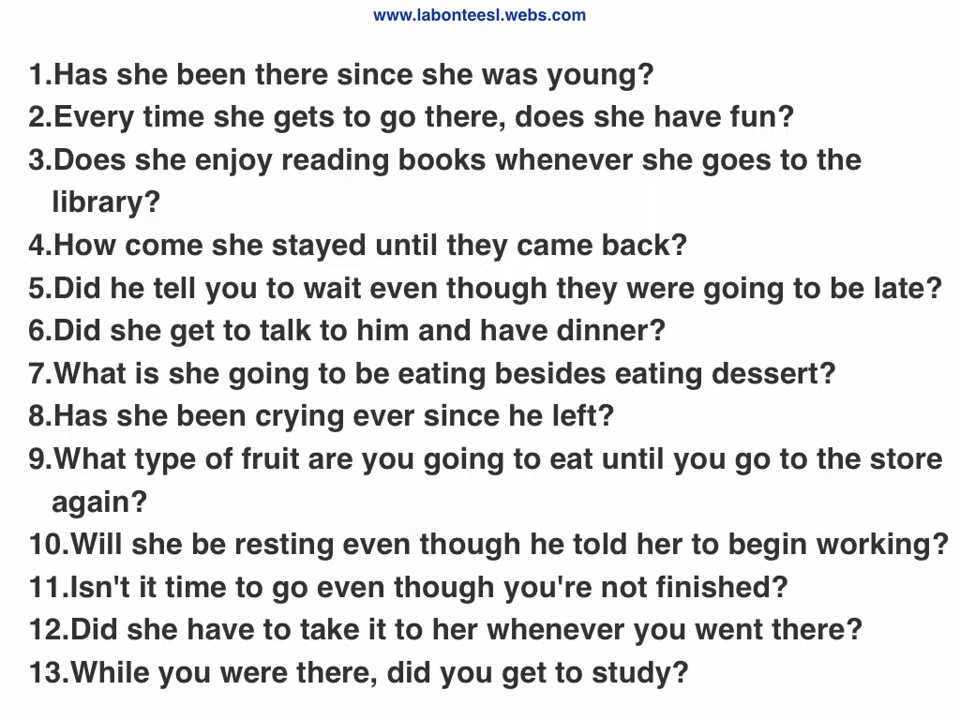 www.labonteesl.webs.com
1.Has she been there since she was young?
2.Every time she gets to go there, does she have fun?
3.Does she enjoy reading books whenever she goes to the
library?
4.How come she stayed until they came back?
5.Did he tell you to wait even though they were going to be late?
6.Did she get to talk to him and have dinner?
7.What is she going to be eating besides eating dessert?
8.Has she been crying ever since he left?
9.What type of fruit are you going to eat until you go to the store
again?
10.Will she be resting even though he told her to begin working?
11.Isn't it time to go even though you're not finished?
12.Did she have to take it to her whenever you went there?
13.While you were there, did you get to study?